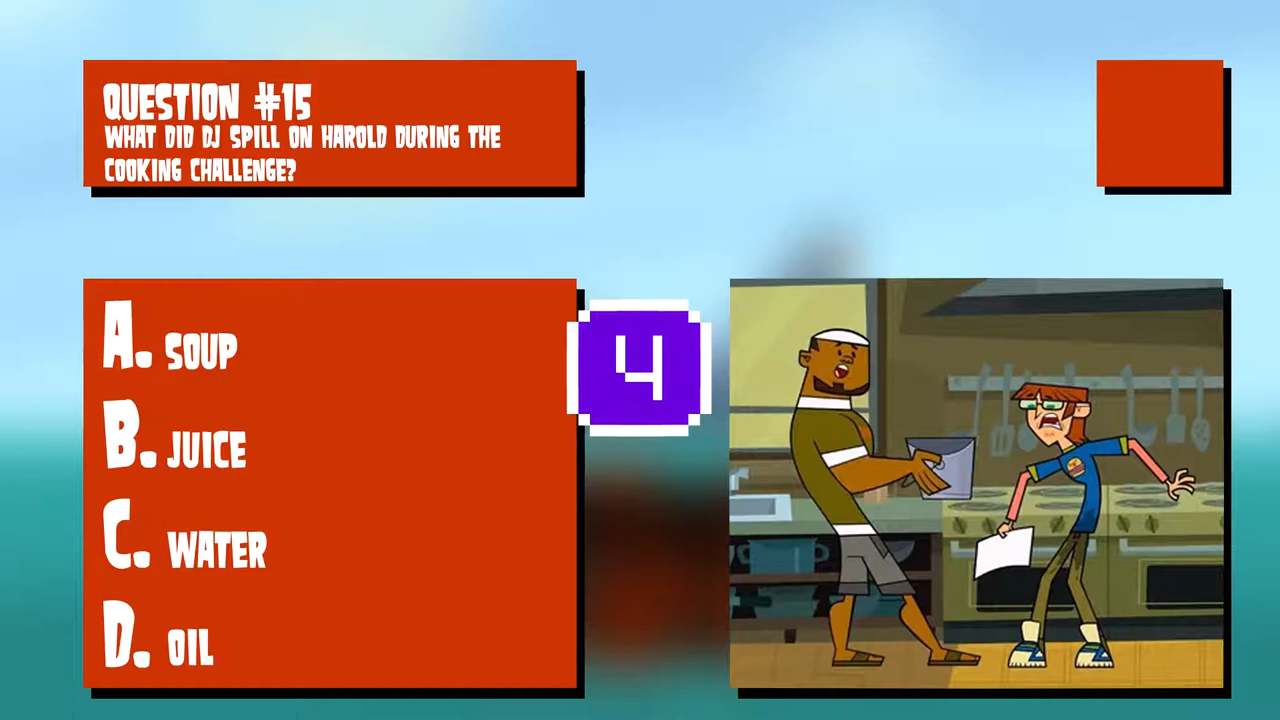 QUESTION #15
WHAT DID DJ SPILL ON HAROLD DURING THE
COOKING CHALLENGE?
A. SOUP
B. JUICE
C. WATER
D. OIL
4